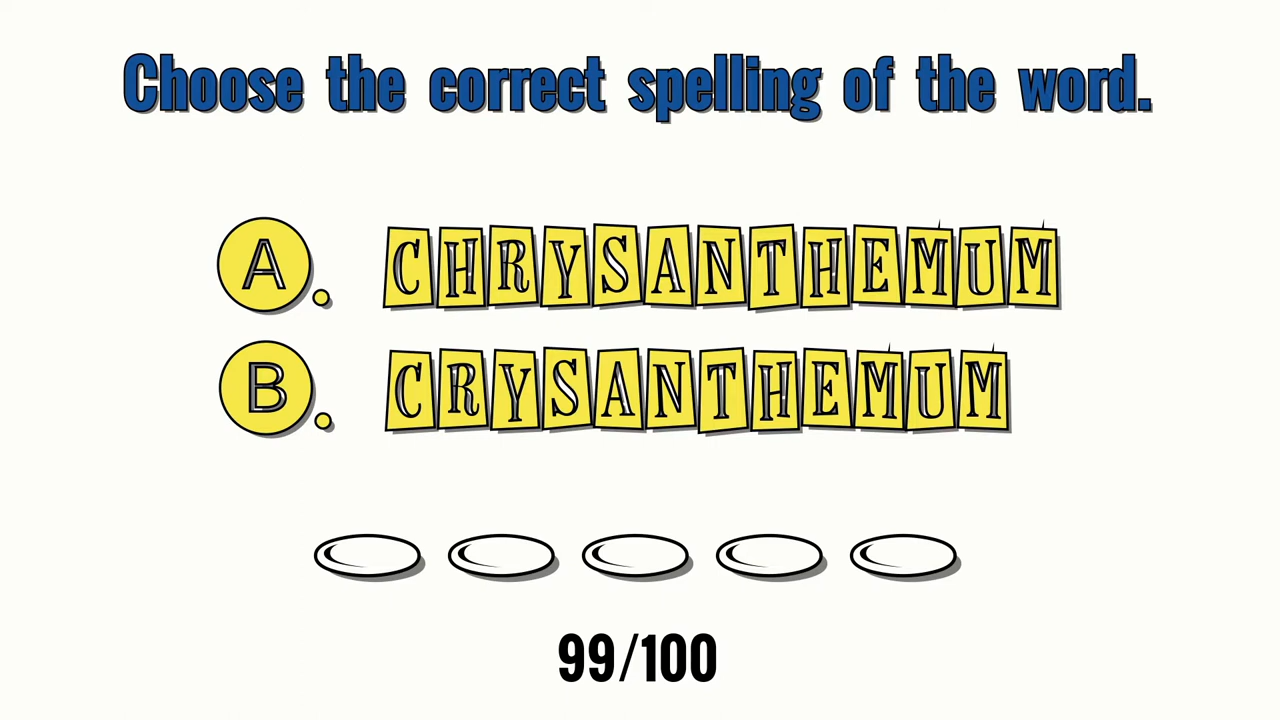 Choose the correct spelling of the word.
A. CHRYSANTHEMUM
B. CRYSANTHEMUM
99/100